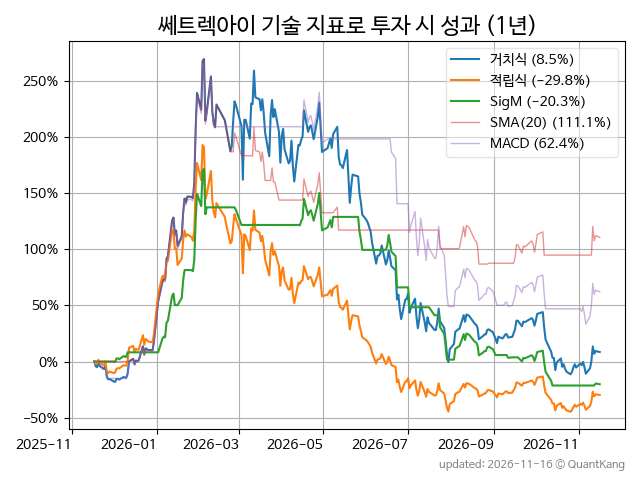 쎄트렉아이 기술 지표로 투자 시 성과 (1년)
거치식 (8.5%)
적립식 (−29.8%)
SigM (−20.3%)
SMA(20) (111.1%)
MACD (62.4%)
250%
200%
150%
100%
50%
0%
−50%
2025−11
2026−01
2026−03
2026−05
2026−07
2026−09
2026−11
updated: 2026-11-16 © QuantKang